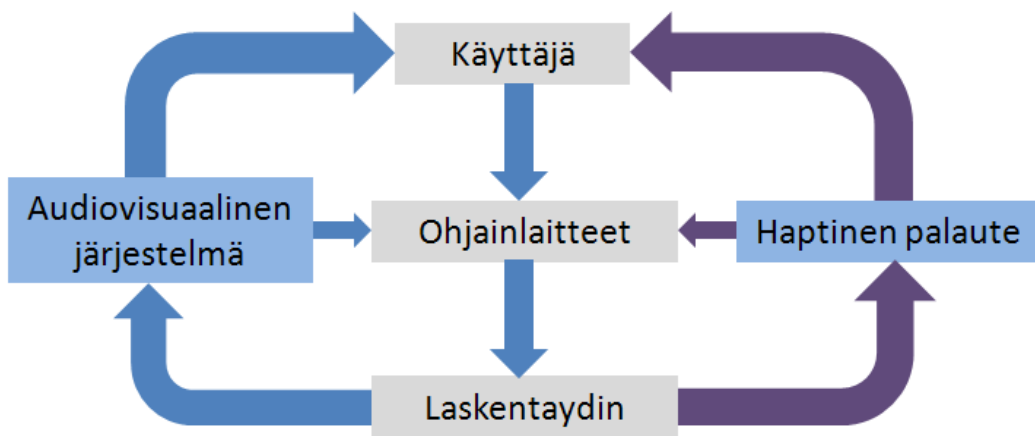 Käyttäjä
Audiovisuaalinen
järjestelmä
Ohjainlaitteet
Haptinen palaute
Laskentaydin